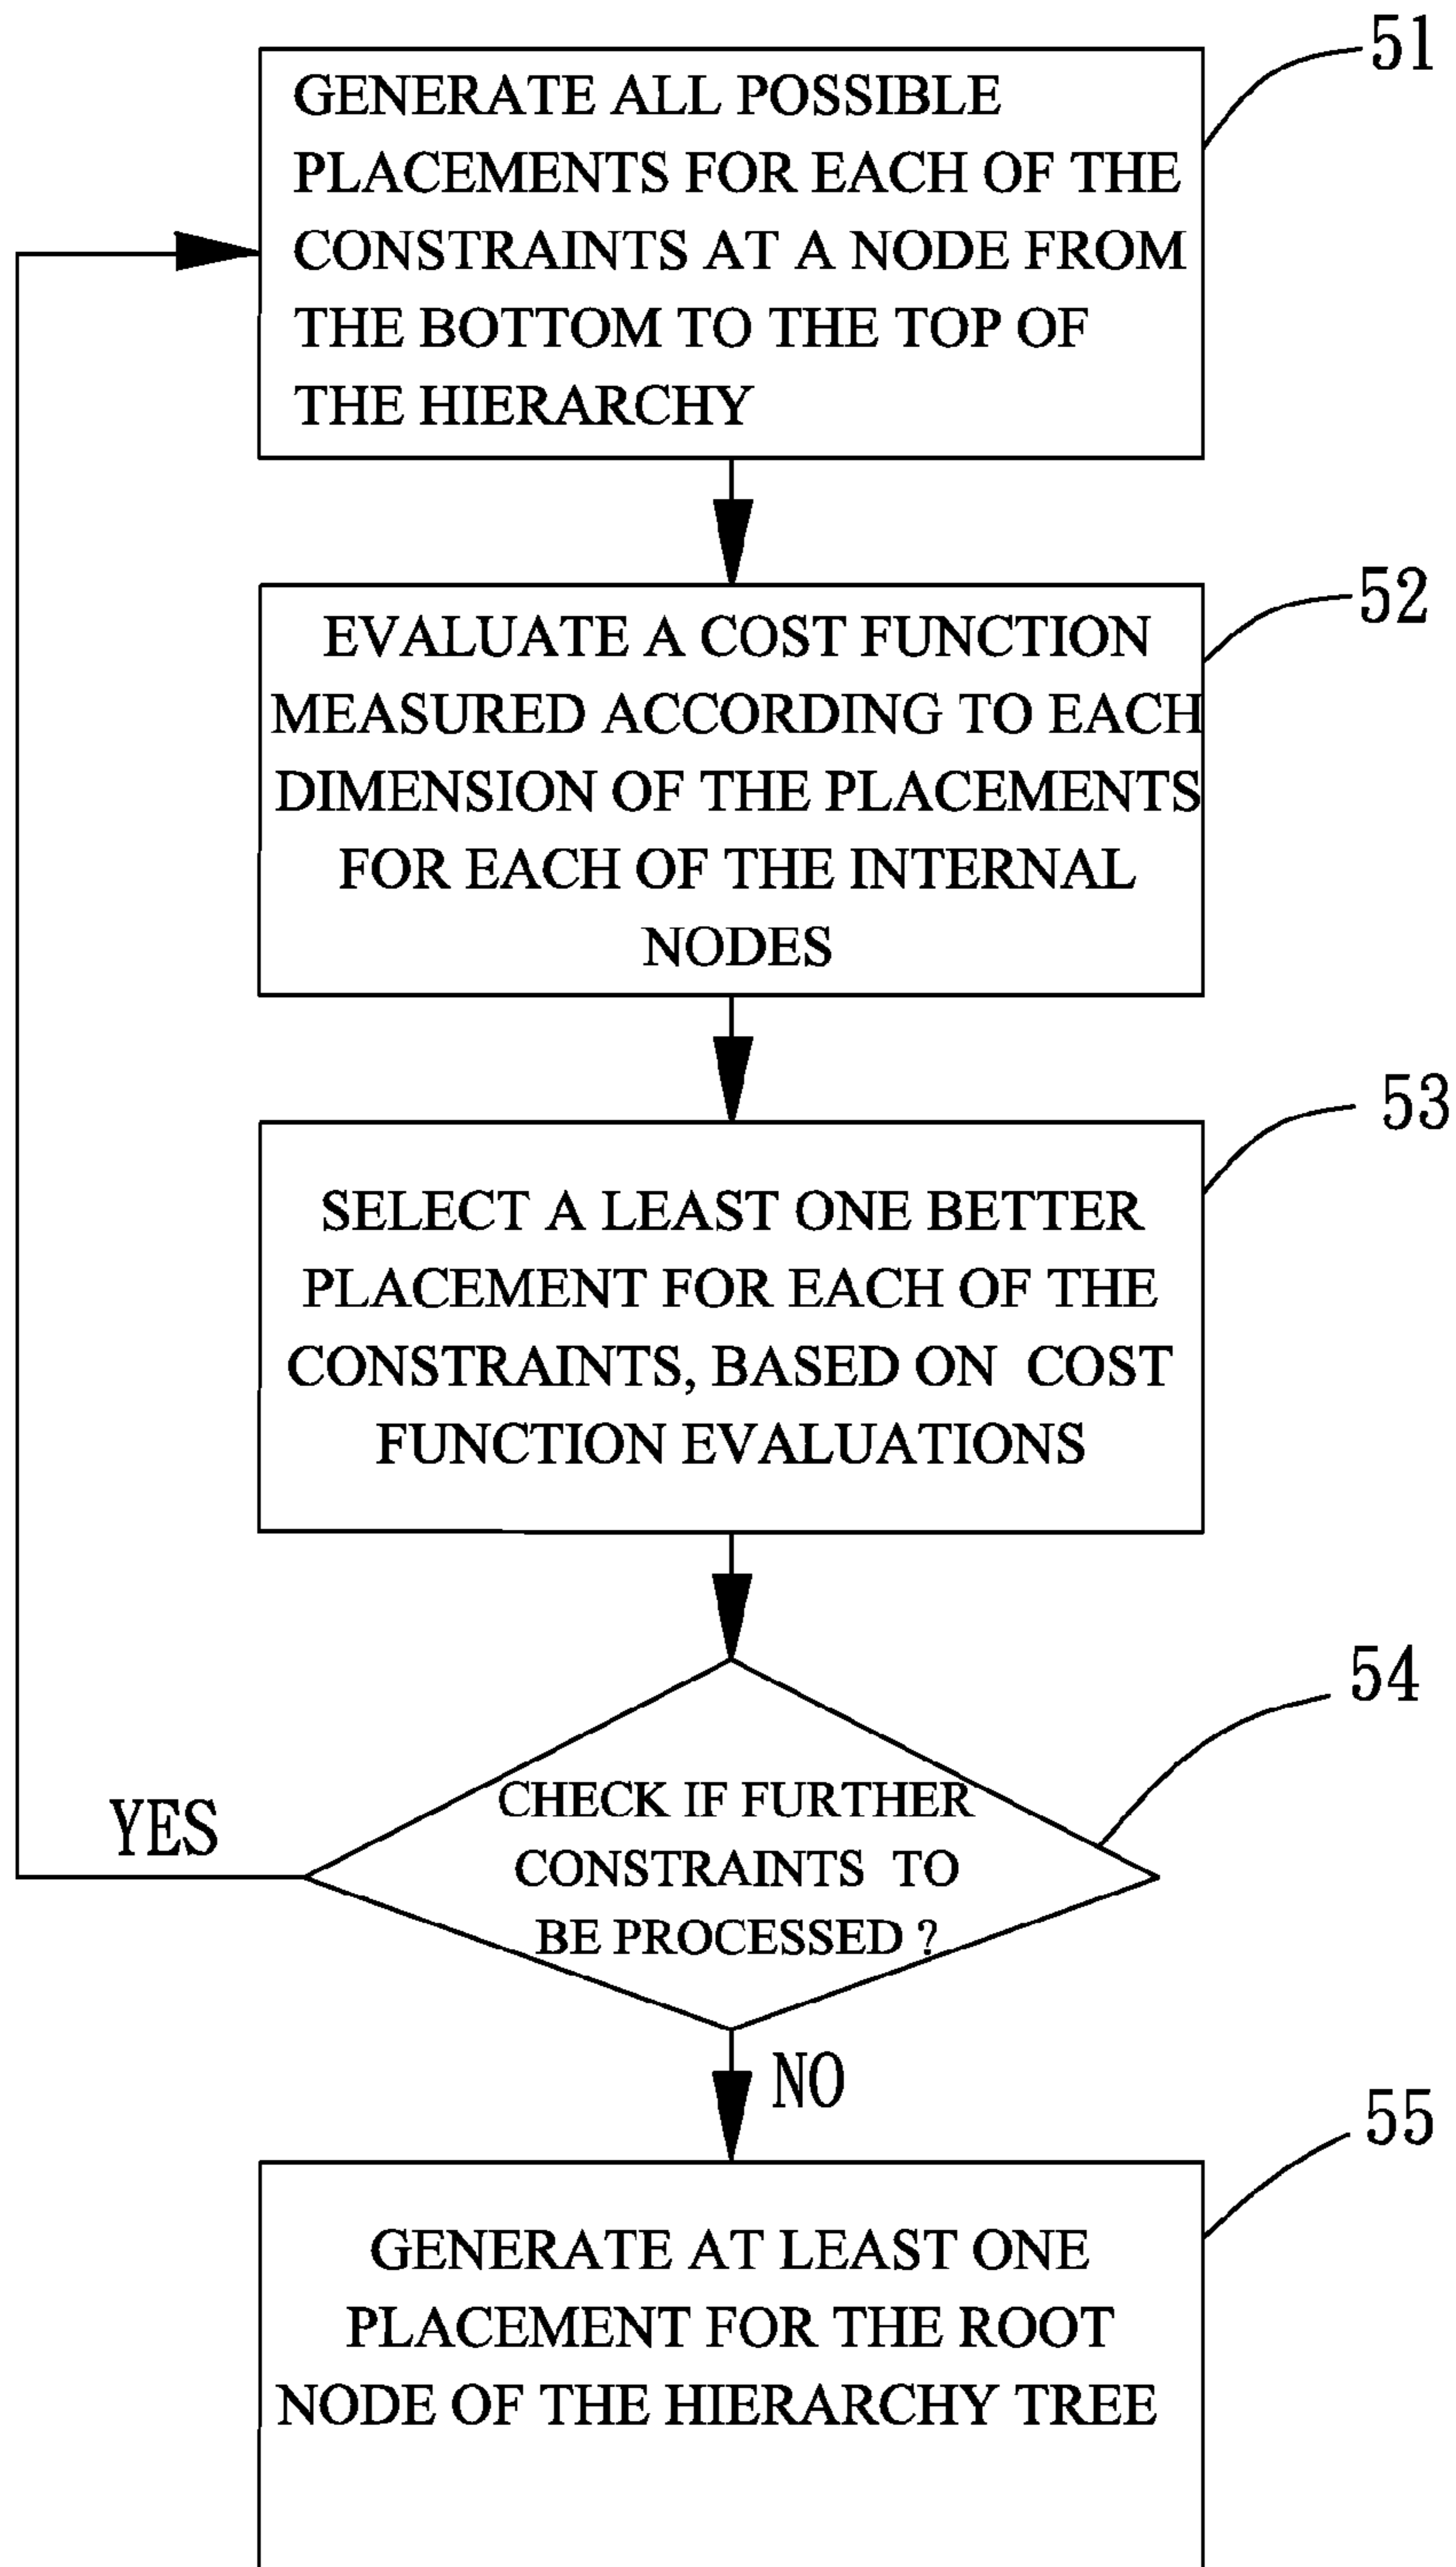 51
GENERATE ALL POSSIBLE
PLACEMENTS FOR EACH OF THE
CONSTRAINTS AT A NODE FROM
THE BOTTOM TO THE TOP OF
THE HIERARCHY
52
EVALUATE A COST FUNCTION
MEASURED ACCORDING TO EACH
DIMENSION OF THE PLACEMENTS
FOR EACH OF THE INTERNAL
NODES
53
SELECT A LEAST ONE BETTER
PLACEMENT FOR EACH OF THE
CONSTRAINTS, BASED ON COST
FUNCTION EVALUATIONS
54
CHECK IF FURTHER
CONSTRAINTS TO
BE PROCESSED ?
YES
NO
55
GENERATE AT LEAST ONE
PLACEMENT FOR THE ROOT
NODE OF THE HIERARCHY TREE